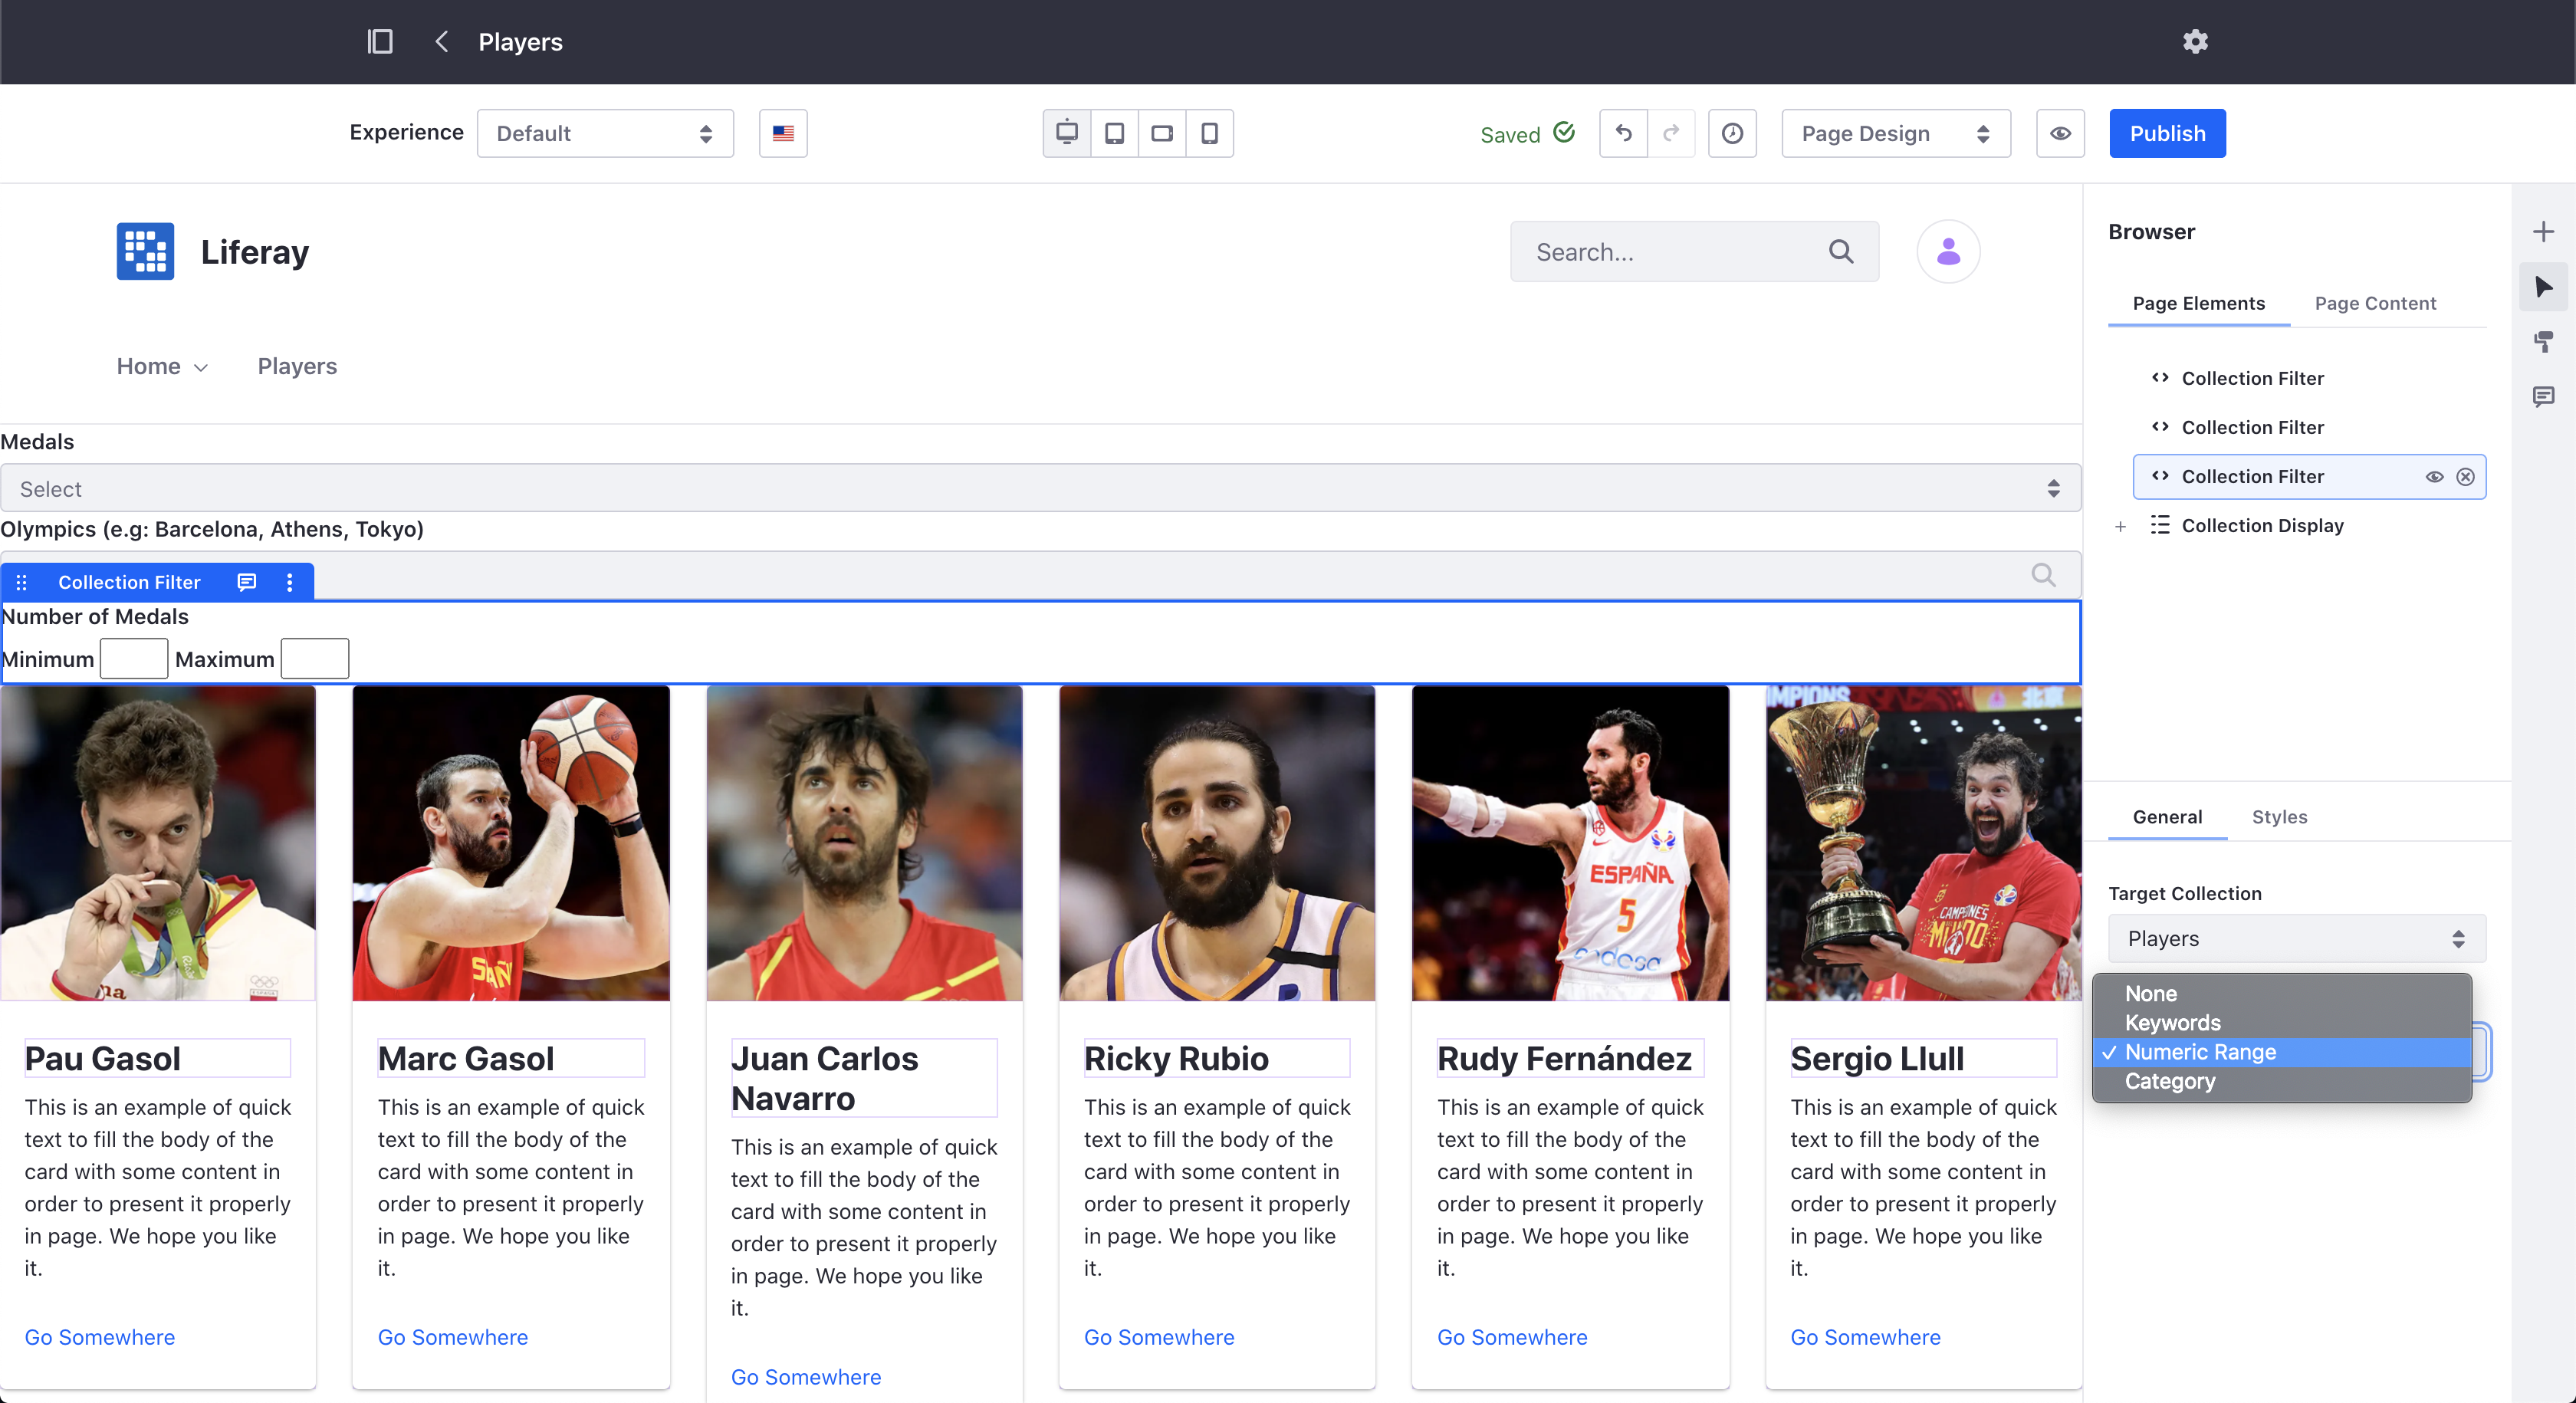 Players
Experience
Default
Saved
Page Design
Publish
Liferay
Search...
Home
Players
Medals
Select
Olympics (e.g: Barcelona, Athens, Tokyo)
Collection Filter
Number of Medals
Minimum
Maximum
ESPAÑA
5
CAMPEONES
MUNDO
Pau Gasol
This is an example of quick
text to fill the body of the
card with some content in
order to present it properly
in page. We hope you like
it.
Go Somewhere
Marc Gasol
This is an example of quick
text to fill the body of the
card with some content in
order to present it properly
in page. We hope you like
it.
Go Somewhere
Juan Carlos
Navarro
This is an example of quick
text to fill the body of the
card with some content in
order to present it properly
in page. We hope you like
it.
Go Somewhere
Ricky Rubio
This is an example of quick
text to fill the body of the
card with some content in
order to present it properly
in page. We hope you like
it.
Go Somewhere
Rudy Fernández
This is an example of quick
text to fill the body of the
card with some content in
order to present it properly
in page. We hope you like
it.
Go Somewhere
Sergio Llull
This is an example of quick
text to fill the body of the
card with some content in
order to present it properly
in page. We hope you like
it.
Go Somewhere
Browser
Page Elements
Page Content
Collection Filter
Collection Filter
Collection Filter
Collection Display
General
Styles
Target Collection
Players
None
Keywords
Numeric Range
Category